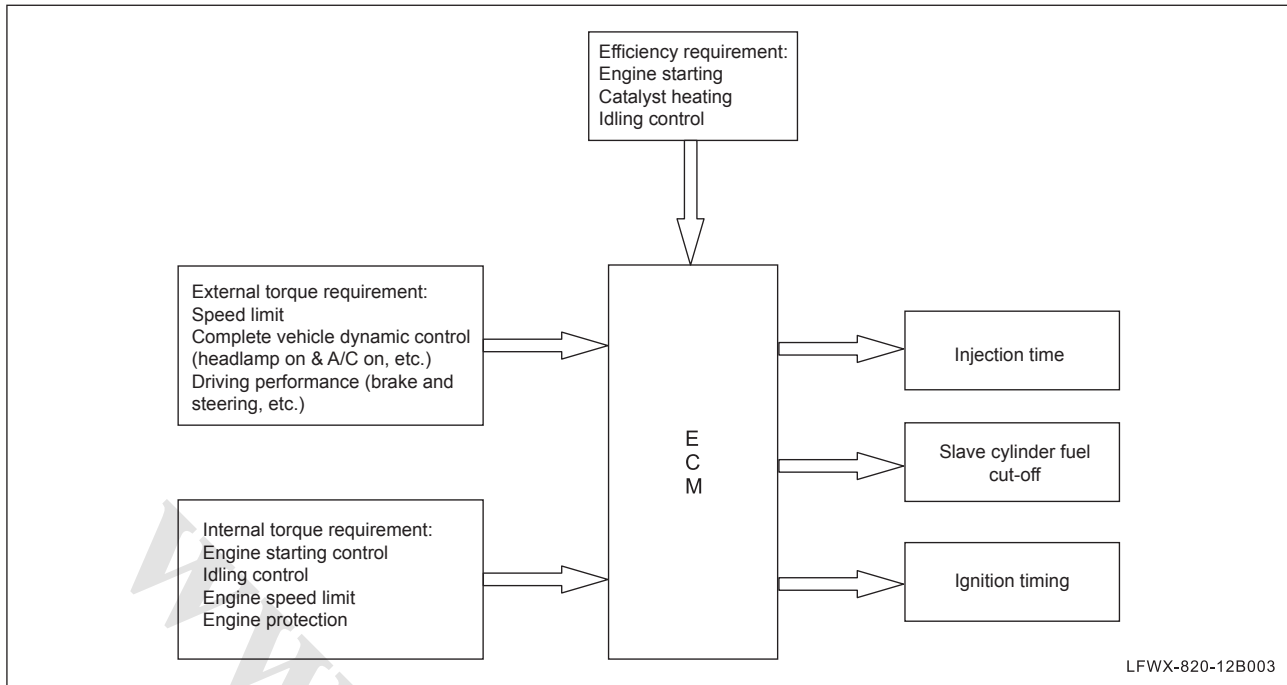 Efficiency requirement:
Engine starting
Catalyst heating
Idling control
External torque requirement:
Speed limit
Complete vehicle dynamic control
(headlamp on & A/C on, etc.)
Driving performance (brake and
steering, etc.)
Internal torque requirement:
Engine starting control
Idling control
Engine speed limit
Engine protection
E
C
M
Injection time
Slave cylinder fuel
cut-off
Ignition timing
LFWX-820-12B003